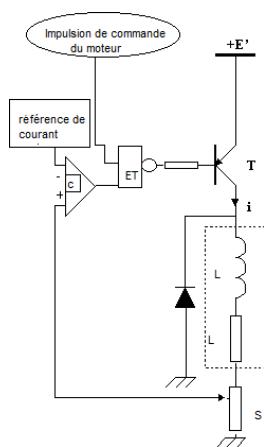 Impulsion de commande
du moteur
+E'
référence de
courant
-
C
+
ET
T
i
L
L
S